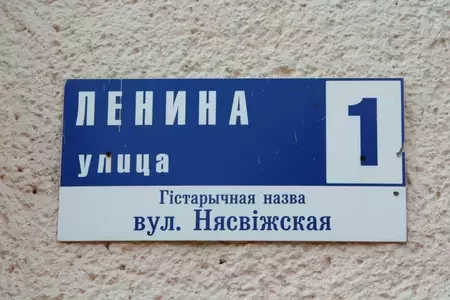 ЛЕНИНА
улица
1
Гістарычная назва
вул. Нясвіжская